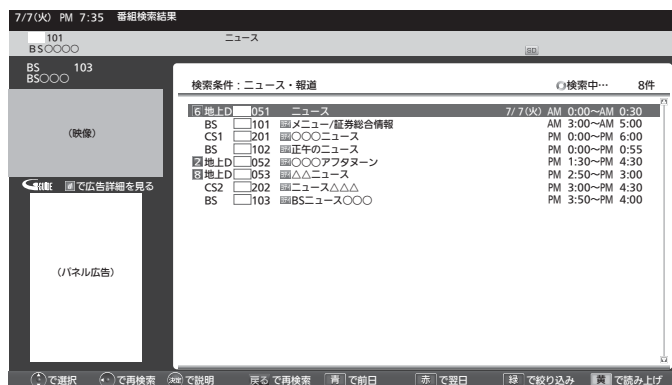 7/7(火) PM 7:35 番組検索結果
101 ニュース
BS○○○○ SD
BS 103
BS○○○
検索条件：ニュース・報道 検索中… 8件
6 地上D 051 ニュース 7/7(火) AM 0:00～AM 0:30
BS 101 メニュー/証券総合情報 AM 3:00～AM 5:00
CS1 201 ○○○ニュース PM 0:00～PM 6:00
BS 102 正午のニュース PM 0:00～PM 0:55
2 地上D 052 ○○○アフタヌーン PM 1:30～PM 4:30
8 地上D 053 △△ニュース PM 2:50～PM 3:00
CS2 202 ニュース△△△ PM 3:00～PM 4:30
BS 103 BSニュース○○○ PM 3:50～PM 4:00
(映像)
G-GUIDE で広告詳細を見る
(パネル広告)
で選択 で再検索 決定 で説明 戻る で再検索 青 で前日 赤 で翌日 緑 で絞り込み 黄 で読み上げ